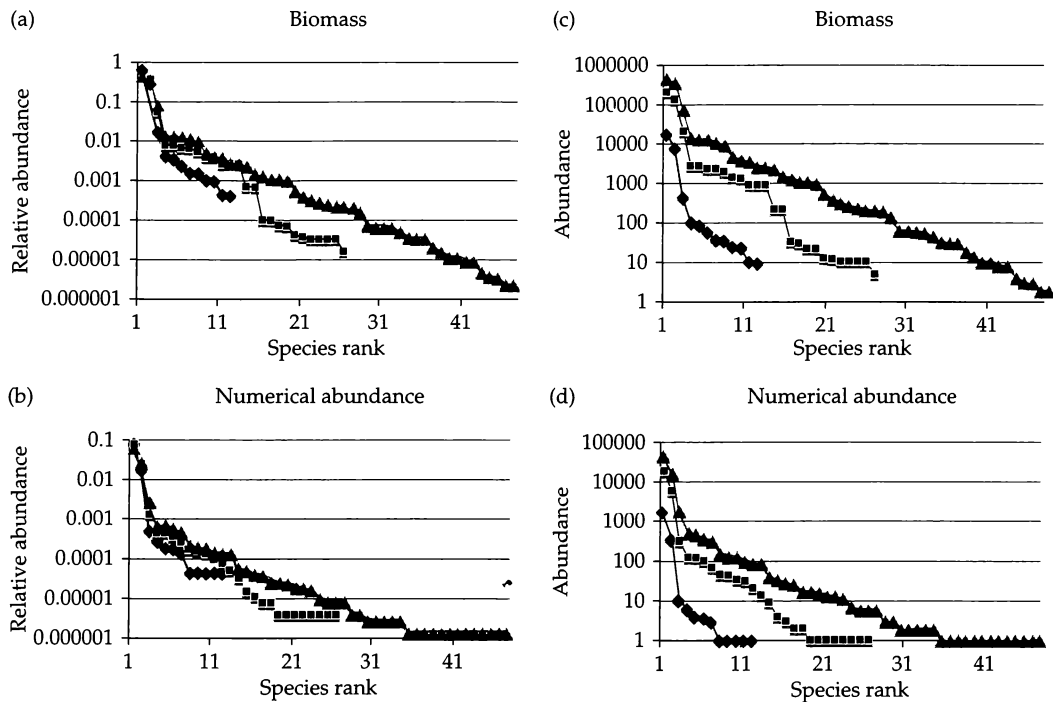 (a) Biomass
1
0.1
0.01
0.001
0.0001
0.00001
0.000001
Relative abundance
1 11 21 31 41
Species rank
(c) Biomass
1000000
100000
10000
1000
100
10
1
Abundance
1 11 21 31 41
Species rank
(b) Numerical abundance
0.1
0.01
0.001
0.0001
0.00001
0.000001
Relative abundance
1 11 21 31 41
Species rank
(d) Numerical abundance
100000
10000
1000
100
10
1
Abundance
1 11 21 31 41
Species rank